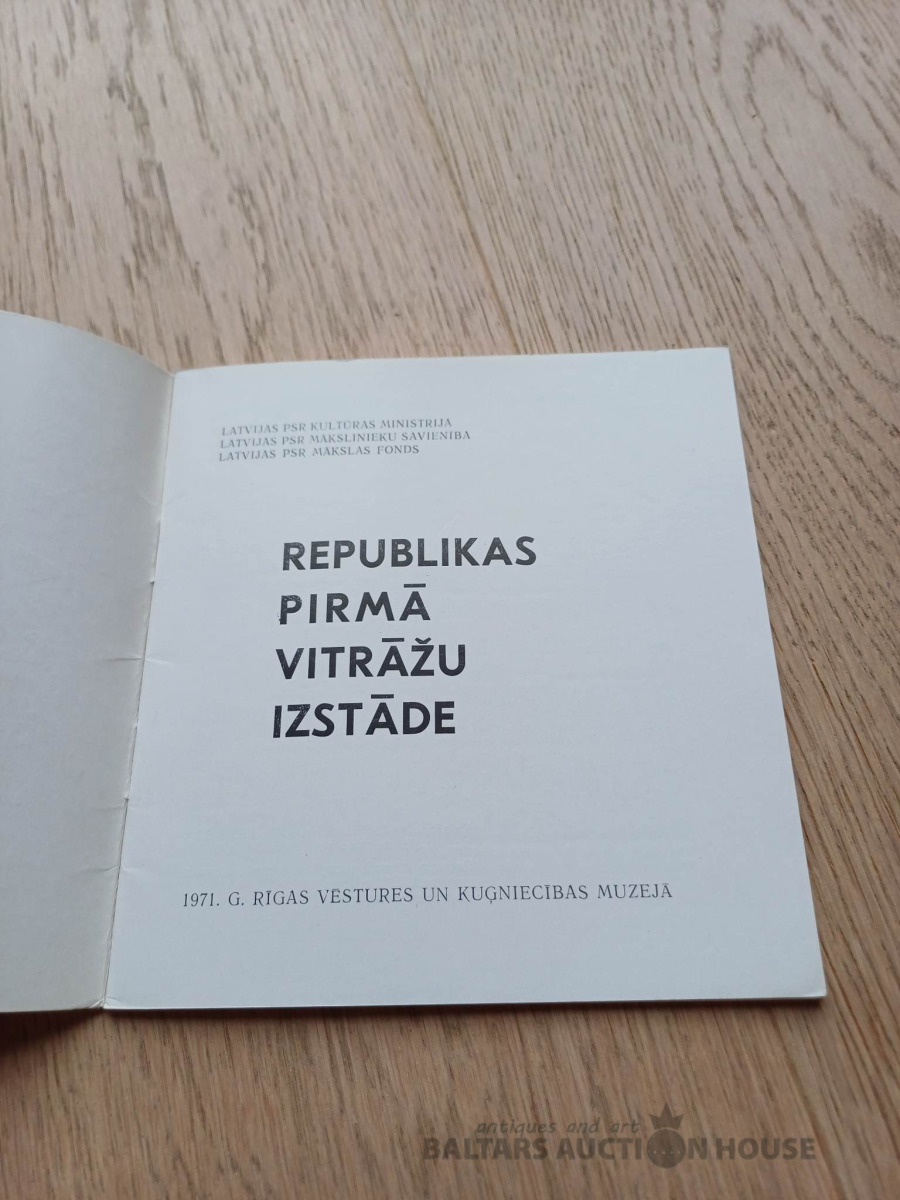 LATVIJAS PSR KULTŪRAS MINISTRIJA
LATVIJAS PSR MĀKSLINIEKU SAVIENĪBA
LATVIJAS PSR MĀKSLAS FONDS
REPUBLIKAS
PIRMĀ
VITRĀŽU
IZSTĀDE
1971. G. RĪGAS VĒSTURES UN KUĢNIECĪBAS MUZEJĀ
antiques and art
BALTARS AUCTION HOUSE